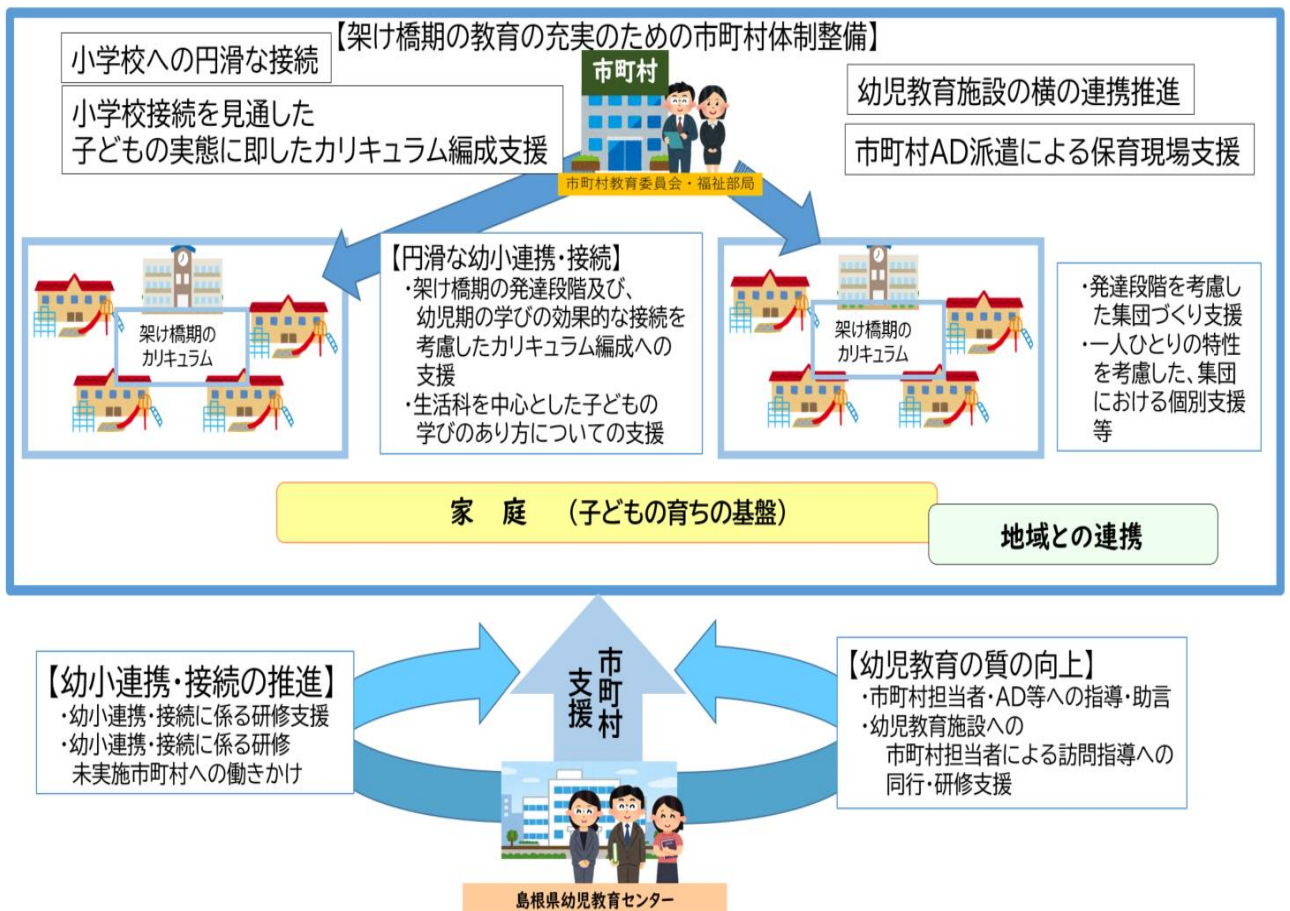 【架け橋期の教育の充実のための市町村体制整備】
小学校への円滑な接続
小学校接続を見通した
子どもの実態に即したカリキュラム編成支援
市町村
市町村教育委員会・福祉部局
幼児教育施設の横の連携推進
市町村AD派遣による保育現場支援
架け橋期の
カリキュラム
【円滑な幼小連携・接続】
・架け橋期の発達段階及び、
幼児期の学びの効果的な接続を
考慮したカリキュラム編成への
支援
・生活科を中心とした子どもの
学びのあり方についての支援
架け橋期の
カリキュラム
・発達段階を考慮し
た集団づくり支援
・一人ひとりの特性
を考慮した、集団
における個別支援
等
家 庭 (子どもの育ちの基盤)
地域との連携
【幼小連携・接続の推進】
・幼小連携・接続に係る研修支援
・幼小連携・接続に係る研修
未実施市町村への働きかけ
市町村
支援
【幼児教育の質の向上】
・市町村担当者・AD等への指導・助言
・幼児教育施設への
市町村担当者による訪問指導への
同行・研修支援
島根県幼児教育センター